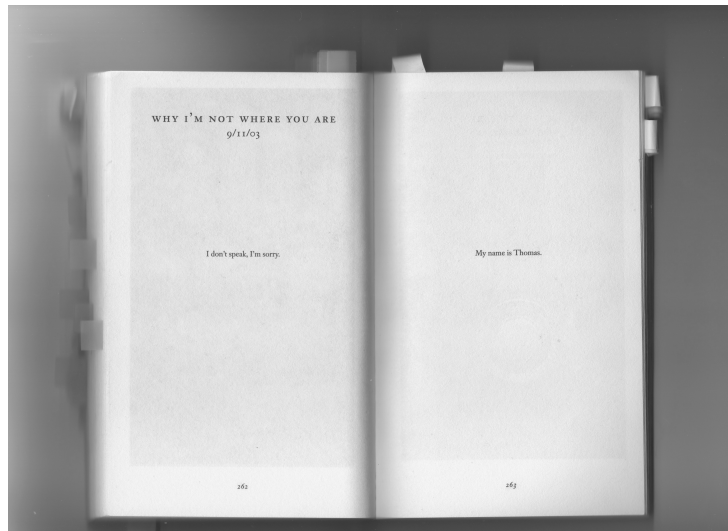 WHY I'M NOT WHERE YOU ARE
9/11/03
I don't speak, I'm sorry.
262
My name is Thomas.
263